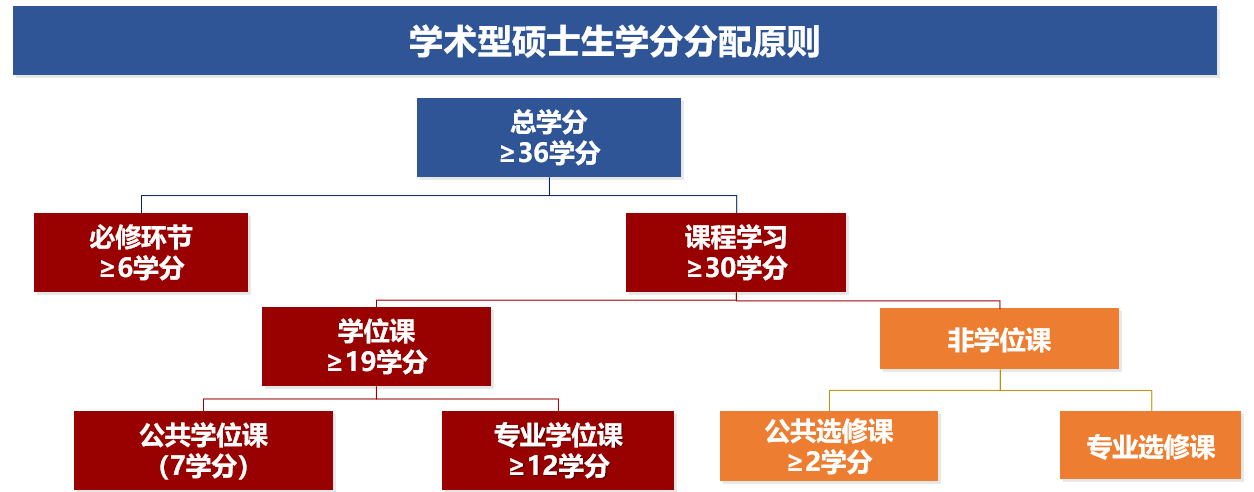 学术型硕士生学分分配原则
总学分
≥36学分
必修环节
≥6学分
课程学习
≥30学分
学位课
≥19学分
非学位课
公共学位课
（7学分）
专业学位课
≥12学分
公共选修课
≥2学分
专业选修课